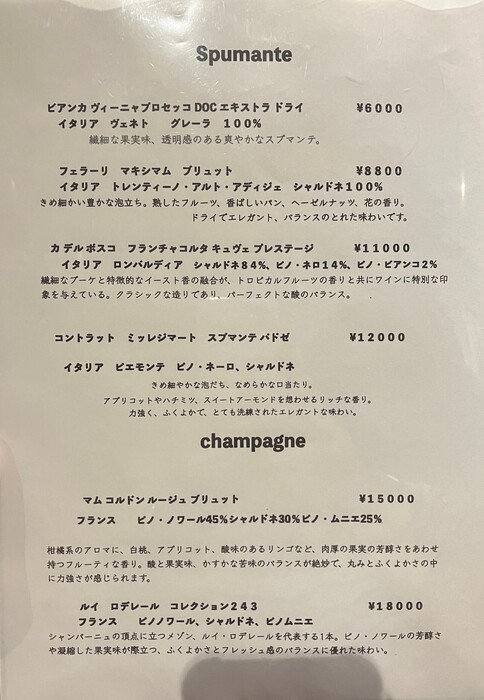 Spumante
ビアンカ ヴィーニャプロセッコ DOC エキストラ ドライ ¥6000
イタリア ヴェネト グレーラ 100%
繊細な果実味、透明感のある爽やかなスプマンテ。
フェラーリ マキシマム ブリュット ¥8800
イタリア トレンティーノ・アルト・アディジェ シャルドネ100%
きめ細かい豊かな泡立ち。熟したフルーツ、香ばしいパン、ヘーゼルナッツ、花の香り。
ドライでエレガント、バランスのとれた味わいです。
カ デル ボスコ フランチャコルタ キュヴェ プレステージ ¥11000
イタリア ロンバルディア シャルドネ84%、ピノ・ネロ14%、ピノ・ビアンコ2%
繊細なブーケと特徴的なイースト香の融合が、トロピカルフルーツの香りと共にワインに特別な印
象を与えている。クラシックな造りであり、パーフェクトな酸のバランス。
コントラット ミッレジマート スプマンテ パドゼ ¥12000
イタリア ピエモンテ ピノ・ネーロ、シャルドネ
きめ細やかな泡だち、なめらかな口当たり。
アプリコットやハチミツ、スイートアーモンドを想わせるリッチな香り。
力強く、ふくよかで、とても洗練されたエレガントな味わい。
champagne
マム コルドン ルージュ ブリュット ¥15000
フランス ピノ・ノワール45%シャルドネ30%ピノ・ムニエ25%
柑橘系のアロマに、白桃、アプリコット、酸味のあるリンゴなど、肉厚の果実の芳醇さをあわせ
持つフルーティな香り。酸と果実味、かすかな苦味のバランスが絶妙で、丸みとふくよかさの中
に力強さが感じられます。
ルイ ロデレール コレクション243 ¥18000
フランス ピノノワール、シャルドネ、ピノムニエ
シャンパーニュの頂点に立つメゾン、ルイ・ロデレールを代表する1本。ピノ・ノワールの芳醇さ
や凝縮した果実味が際立つ、ふくよかさとフレッシュ感のバランスに優れた味わい。